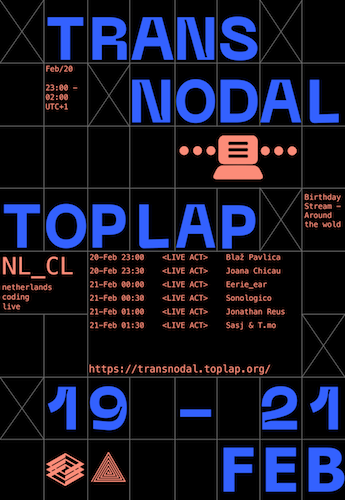 TRANS
Feb/20
23:00 –
02:00
UTC+1
NODAL
Birthday
Stream –
Around
the wold
TOPLAP
NL_CL
netherlands
coding
live
20-Feb 23:00 <LIVE ACT> Blaž Pavlica
20-Feb 23:30 <LIVE ACT> Joana Chicau
21-Feb 00:00 <LIVE ACT> Eerie_ear
21-Feb 00:30 <LIVE ACT> Sonologico
21-Feb 01:00 <LIVE ACT> Jonathan Reus
21-Feb 01:30 <LIVE ACT> Sasj & T.mo
https://transnodal.toplap.org/
19 – 21
FEB